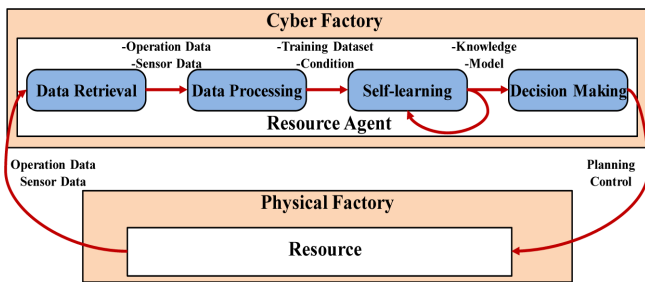 Cyber Factory
-Operation Data
-Sensor Data
-Training Dataset
-Condition
-Knowledge
-Model
Data Retrieval
Data Processing
Self-learning
Decision Making
Resource Agent
Operation Data
Sensor Data
Planning
Control
Physical Factory
Resource